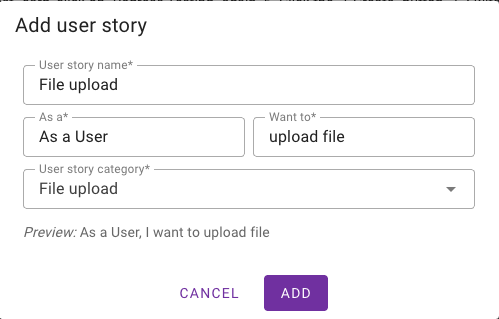 Add user story
User story name*
File upload
As a* Want to*
As a User upload file
User story category*
File upload
Preview: As a User, I want to upload file
CANCEL ADD